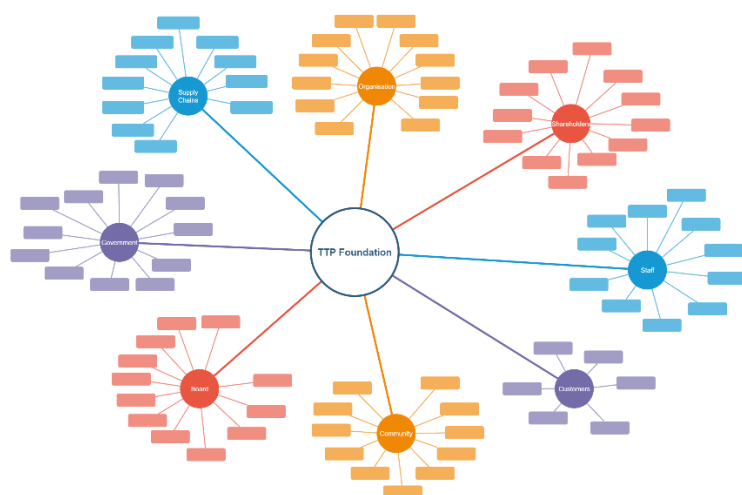 Supply
Chains
Organisation
Shareholders
Government
TTP Foundation
Staff
Board
Customers
Community